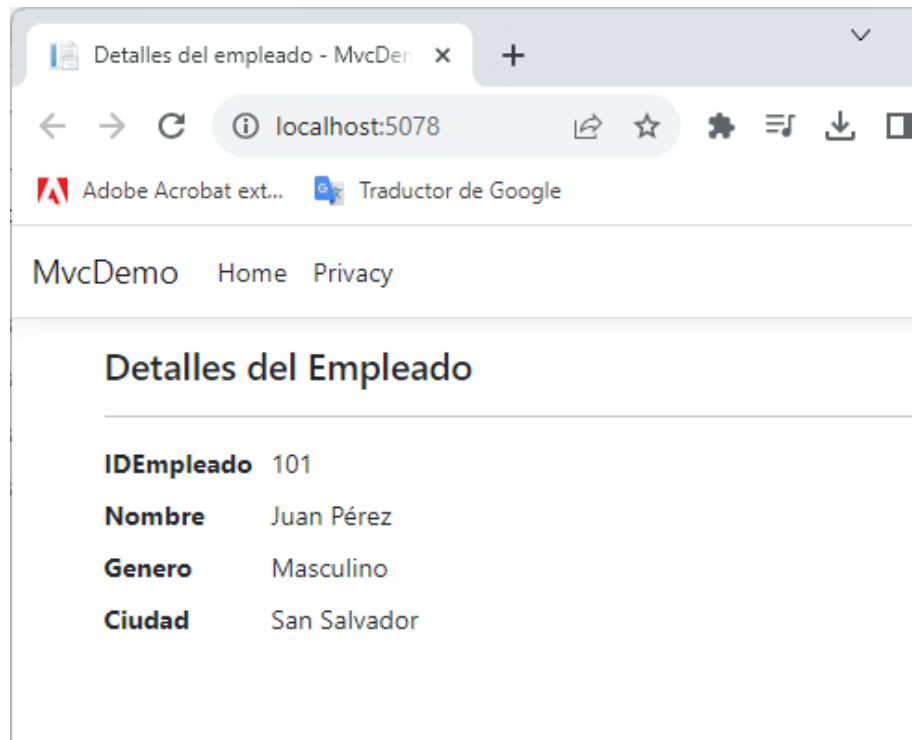 Detalles del empleado - MvcDem
localhost:5078
Adobe Acrobat ext... Traductor de Google
MvcDemo Home Privacy
Detalles del Empleado
IDEmpleado 101
Nombre Juan Pérez
Genero Masculino
Ciudad San Salvador